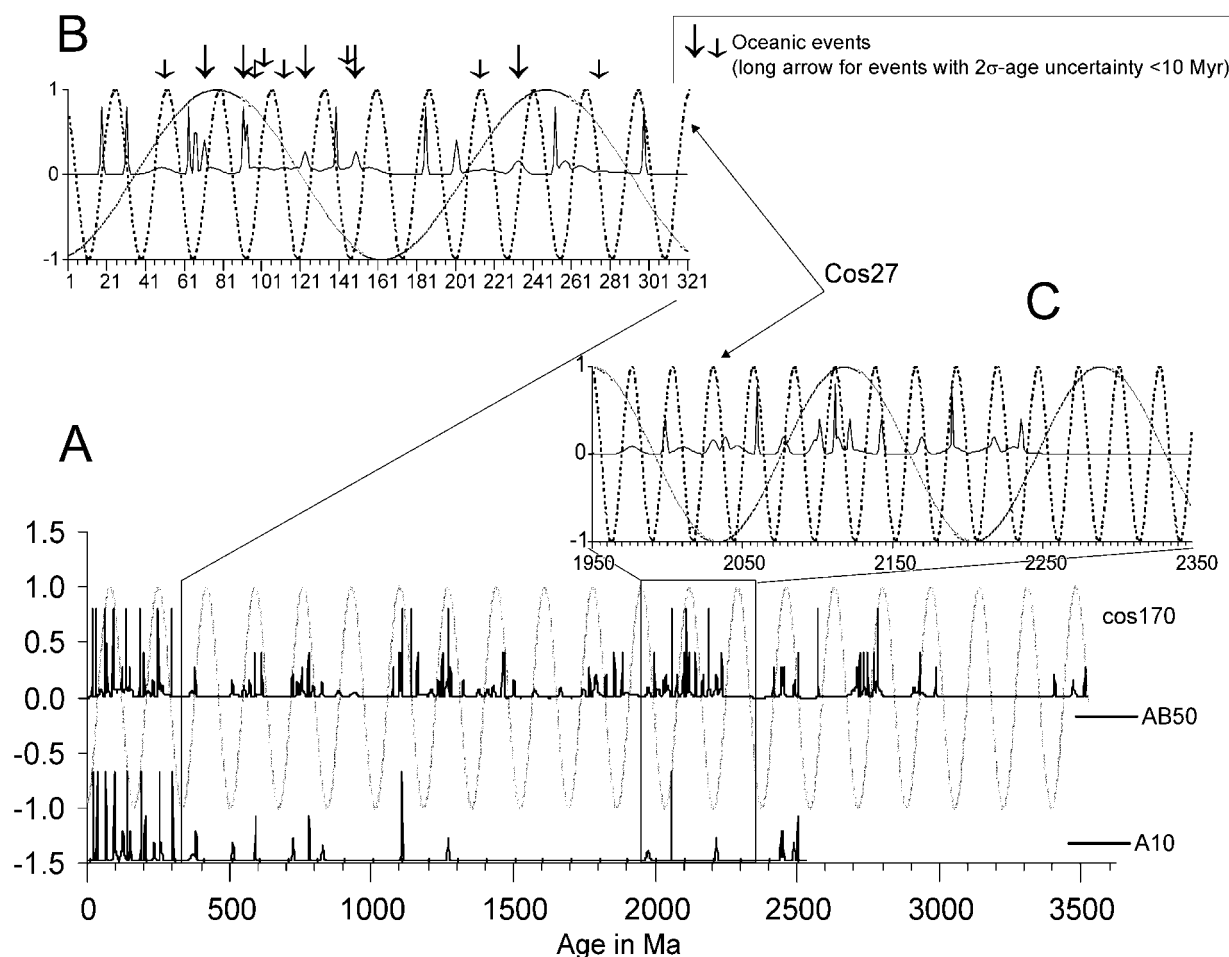 B
Oceanic events
(long arrow for events with 2σ-age uncertainty <10 Myr)
1
0
-1
1 21 41 61 81 101 121 141 161 181 201 221 241 261 281 301 321
Cos27
C
1
0
-1
1950 2050 2150 2250 2350
A
1.5
1.0
0.5
0.0
-0.5
-1.0
-1.5
cos170
AB50
A10
0 500 1000 1500 2000 2500 3000 3500
Age in Ma